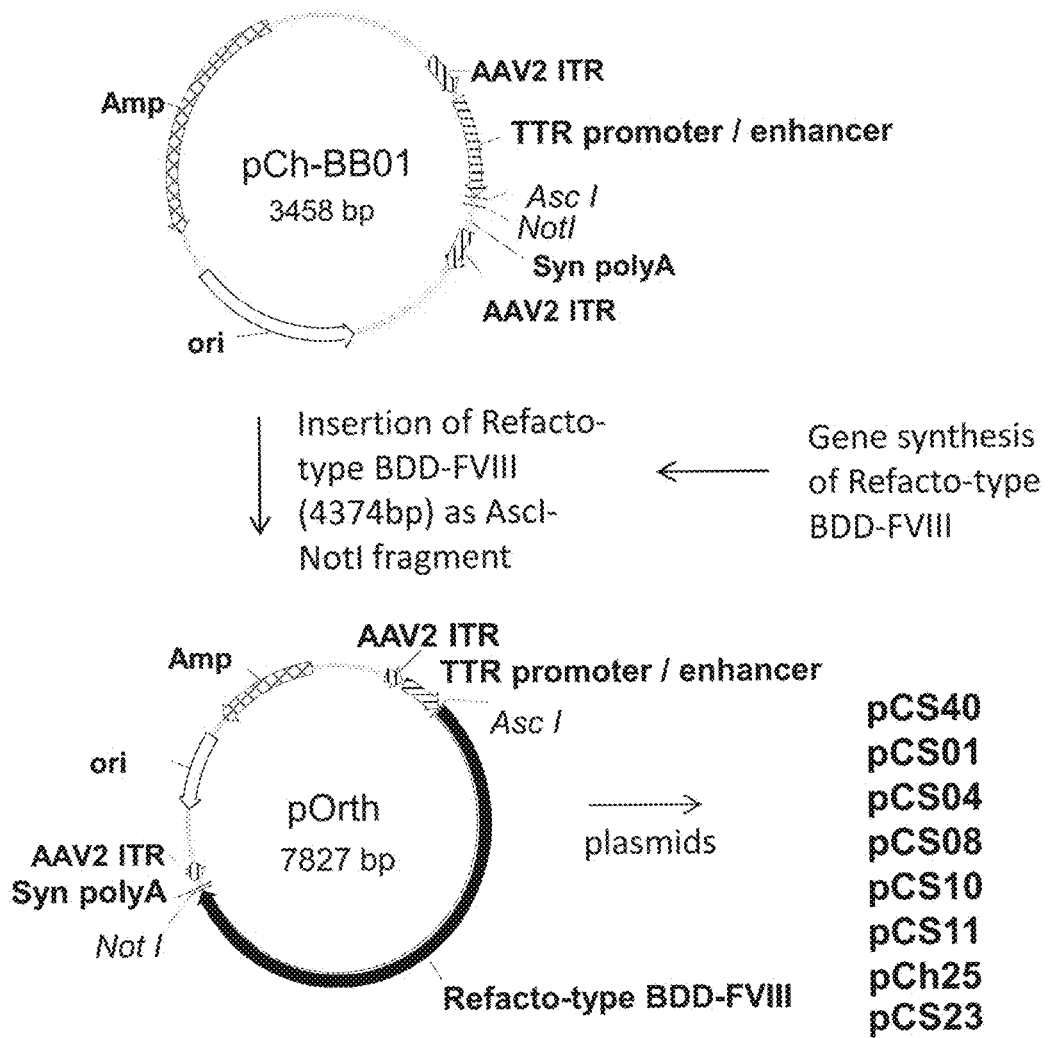 AAV2 ITR
Amp
TTR promoter / enhancer
pCh-BB01
3458 bp
Asc I
NotI
Syn polyA
AAV2 ITR
ori
Insertion of Refacto-
type BDD-FVIII
(4374bp) as AscI-
NotI fragment
Gene synthesis
of Refacto-type
BDD-FVIII
AAV2 ITR
Amp
TTR promoter / enhancer
Asc I
ori
pOrth
7827 bp
AAV2 ITR
Syn polyA
Not I
Refacto-type BDD-FVIII
plasmids
pCS40
pCS01
pCS04
pCS08
pCS10
pCS11
pCh25
pCS23